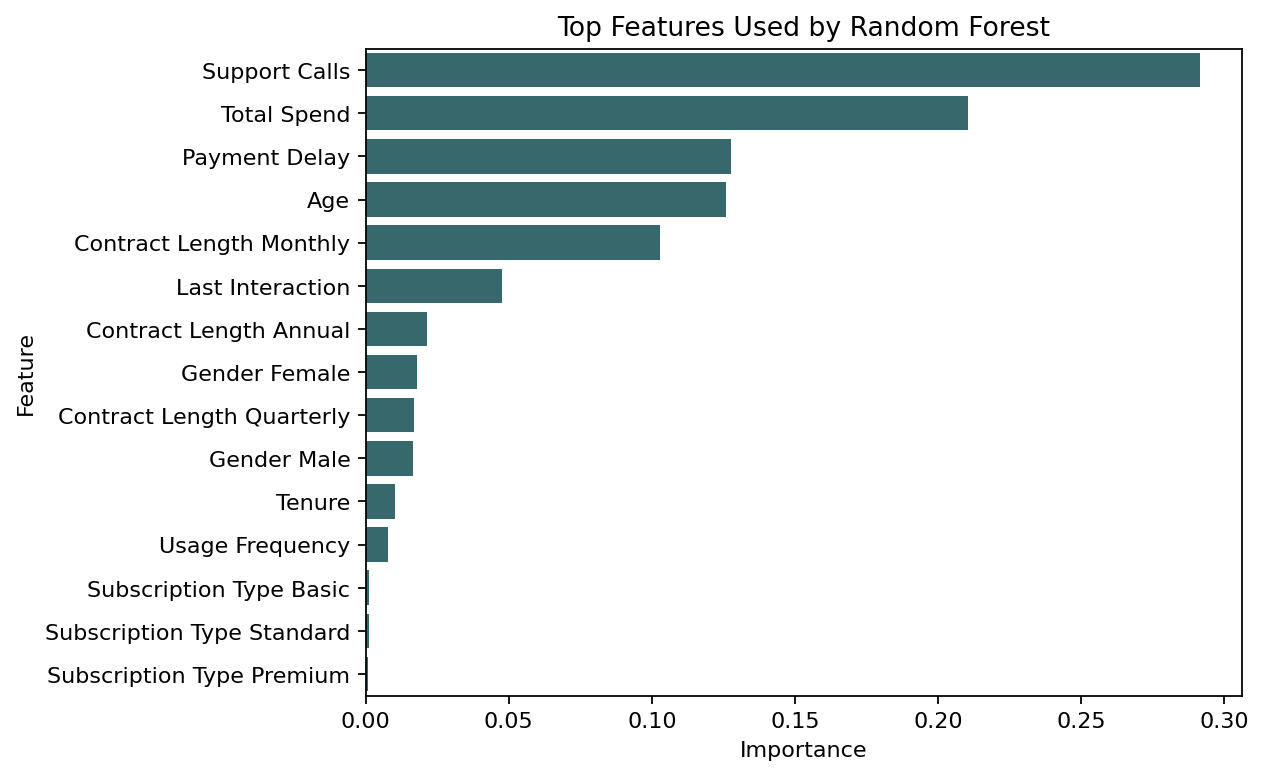 Top Features Used by Random Forest
Support Calls
Total Spend
Payment Delay
Age
Contract Length Monthly
Last Interaction
Contract Length Annual
Gender Female
Contract Length Quarterly
Gender Male
Tenure
Usage Frequency
Subscription Type Basic
Subscription Type Standard
Subscription Type Premium
Feature
0.00 0.05 0.10 0.15 0.20 0.25 0.30
Importance